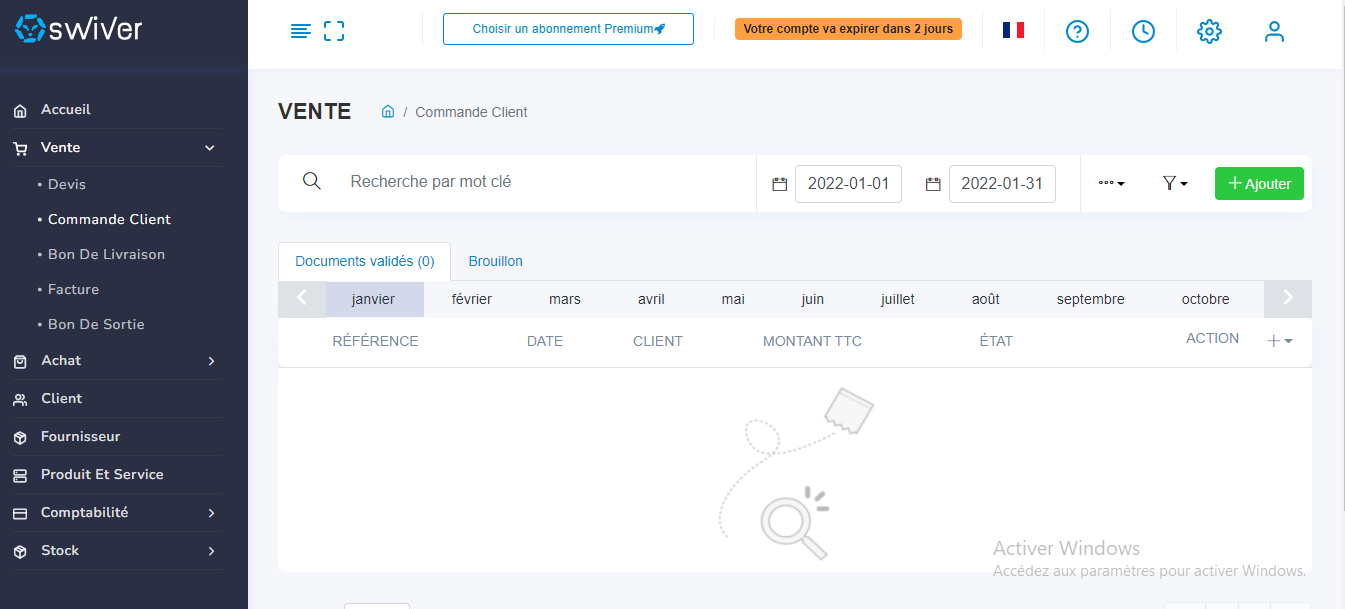 swiver
Choisir un abonnement Premium
Votre compte va expirer dans 2 jours
Accueil
Vente
• Devis
• Commande Client
• Bon De Livraison
• Facture
• Bon De Sortie
Achat
Client
Fournisseur
Produit Et Service
Comptabilité
Stock
VENTE
/ Commande Client
Recherche par mot clé
2022-01-01
2022-01-31
Ajouter
Documents validés (0)
Brouillon
janvier février mars avril mai juin juillet août septembre octobre
RÉFÉRENCE DATE CLIENT MONTANT TTC ÉTAT ACTION
Activer Windows
Accédez aux paramètres pour activer Windows.